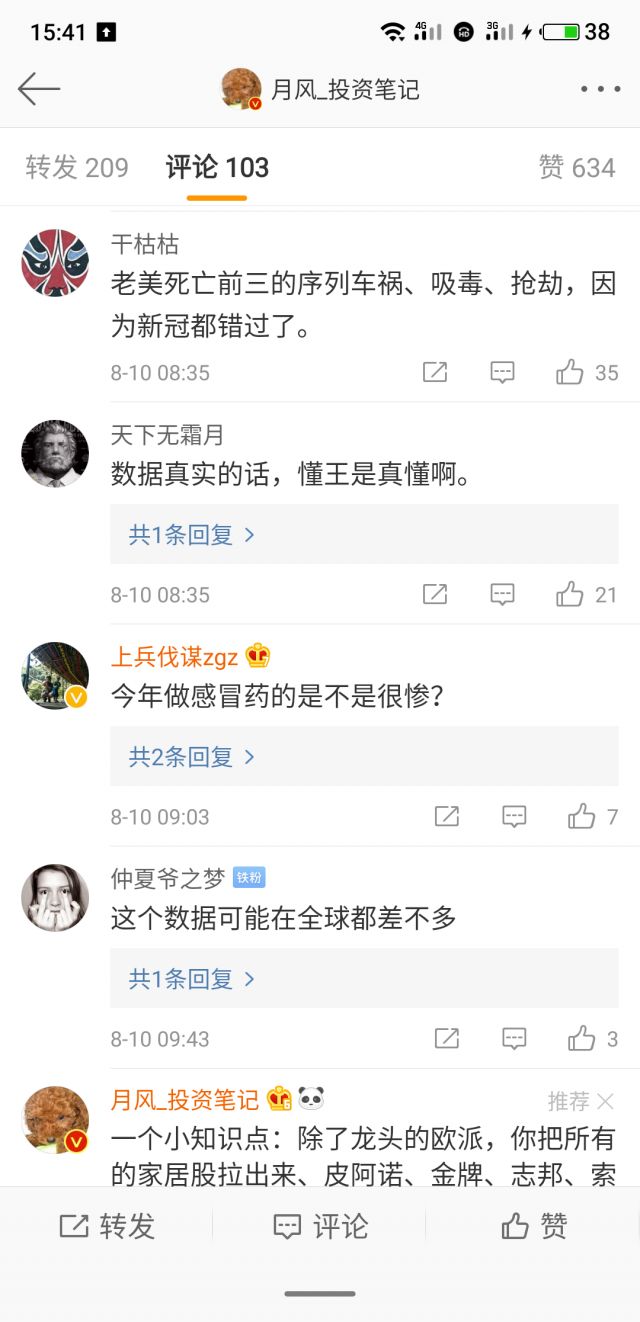 15:41
4G
HD
3G
38
月风_投资笔记
转发 209
评论 103
赞 634
干枯枯
老美死亡前三的序列车祸、吸毒、抢劫，因
为新冠都错过了。
8-10 08:35
35
天下无霜月
数据真实的话，懂王是真懂啊。
共1条回复
8-10 08:35
21
上兵伐谋zgz
今年做感冒药的是不是很惨？
共2条回复
8-10 09:03
7
仲夏爷之梦 铁粉
这个数据可能在全球都差不多
共1条回复
8-10 09:43
3
月风_投资笔记 6
推荐
一个小知识点：除了龙头的欧派，你把所有
的家居股拉出来、皮阿诺、金牌、志邦、索
转发
评论
赞